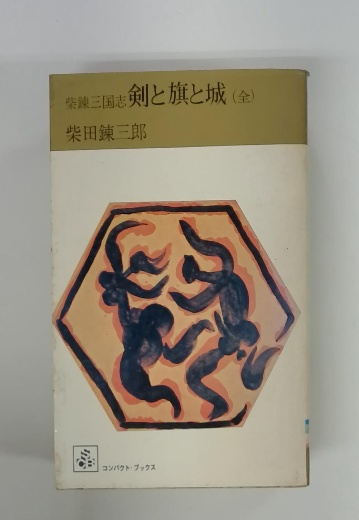 柴錬三国志 剣と旗と城(全)
柴田錬三郎
コンパクト・ブックス